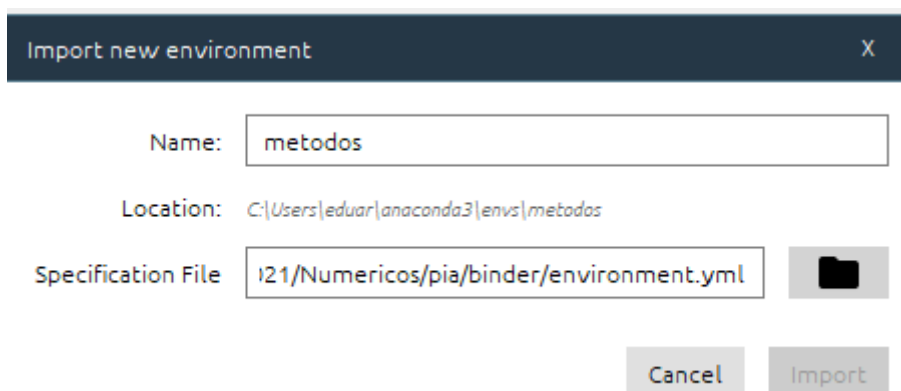 Import new environment X
Name: metodos
Location: C:\Users\eduar\anaconda3\envs\metodos
Specification File 21/Numericos/pia/binder/environment.yml
Cancel Import